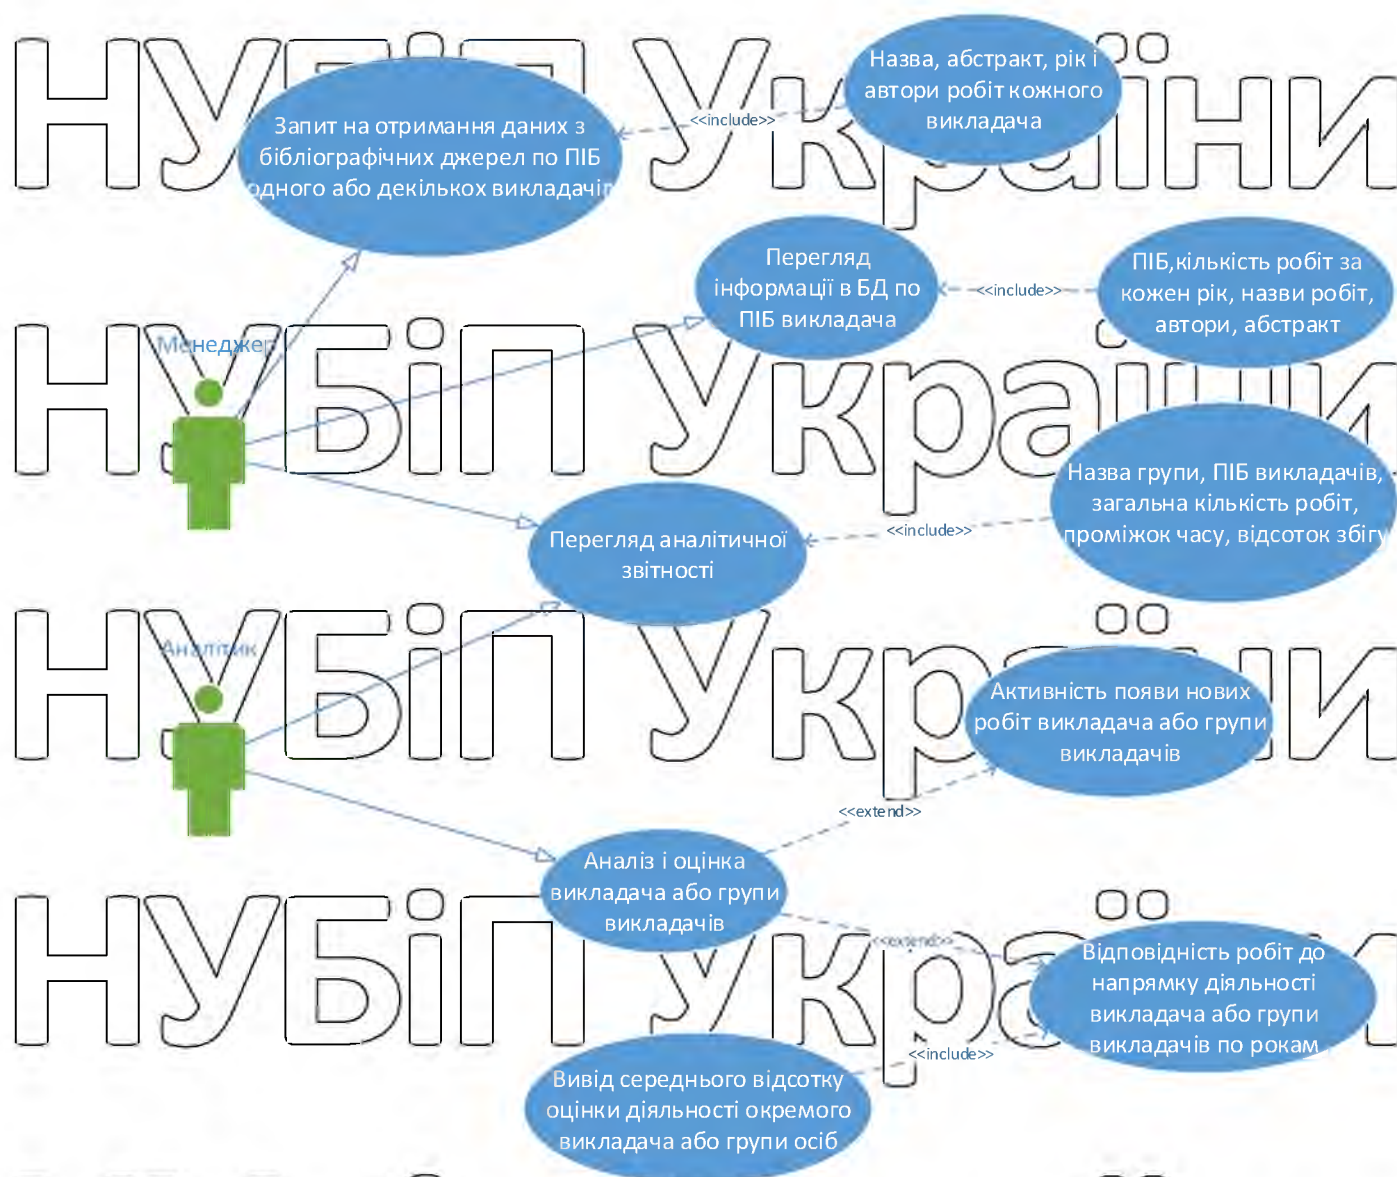 НУБіП України
Назва, абстракт, рік і
автори робіт кожного
викладача
<<include>>
Запит на отримання даних з
бібліографічних джерел по ПІБ
одного або декількох викладачів
Перегляд
інформації в БД по
ПІБ викладача
<<include>>
ПІБ,кількість робіт за
кожен рік, назви робіт,
автори, абстракт
НУБіП України
Менеджер
Назва групи, ПІБ викладачів,
загальна кількість робіт,
проміжок часу, відсоток збігу
<<include>>
Перегляд аналітичної
звітності
НУБіП України
Аналітик
Активність появи нових
робіт викладача або групи
викладачів
<<extend>>
Аналіз і оцінка
викладача або групи
викладачів
НУБіП України
<<extend>>
Відповідність робіт до
напрямку діяльності
викладача або групи
викладачів по рокам
<<include>>
Вивід середнього відсотку
оцінки діяльності окремого
викладача або групи осіб